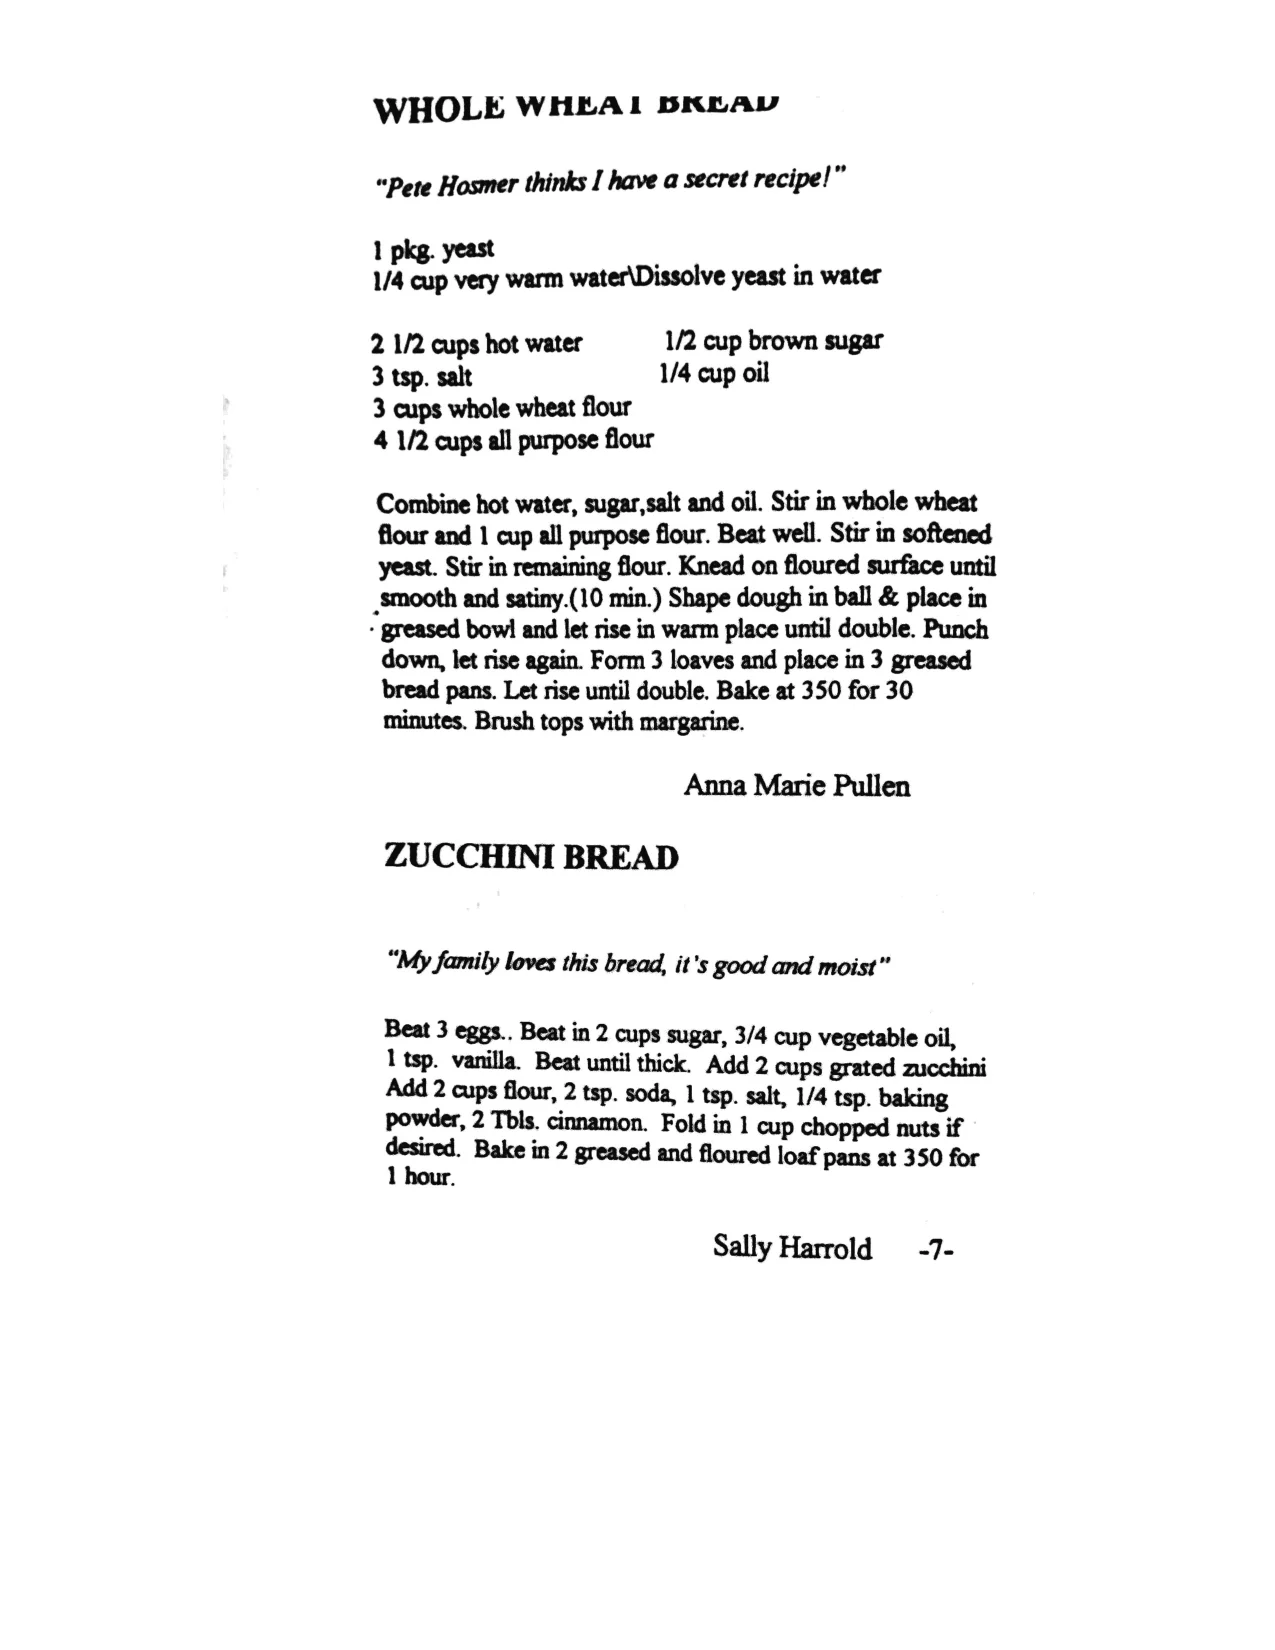 WHOLE WHEAT BREAD
"Pete Hosmer thinks I have a secret recipe!"
1 pkg. yeast
1/4 cup very warm water\Dissolve yeast in water
2 1/2 cups hot water 1/2 cup brown sugar
3 tsp. salt 1/4 cup oil
3 cups whole wheat flour
4 1/2 cups all purpose flour
Combine hot water, sugar,salt and oil. Stir in whole wheat
flour and 1 cup all purpose flour. Beat well. Stir in softened
yeast. Stir in remaining flour. Knead on floured surface until
smooth and satiny.(10 min.) Shape dough in ball & place in
greased bowl and let rise in warm place until double. Punch
down, let rise again. Form 3 loaves and place in 3 greased
bread pans. Let rise until double. Bake at 350 for 30
minutes. Brush tops with margarine.
Anna Marie Pullen
ZUCCHINI BREAD
"My family loves this bread, it's good and moist"
Beat 3 eggs.. Beat in 2 cups sugar, 3/4 cup vegetable oil,
1 tsp. vanilla. Beat until thick. Add 2 cups grated zucchini
Add 2 cups flour, 2 tsp. soda, 1 tsp. salt, 1/4 tsp. baking
powder, 2 Tbls. cinnamon. Fold in 1 cup chopped nuts if
desired. Bake in 2 greased and floured loaf pans at 350 for
1 hour.
Sally Harrold -7-